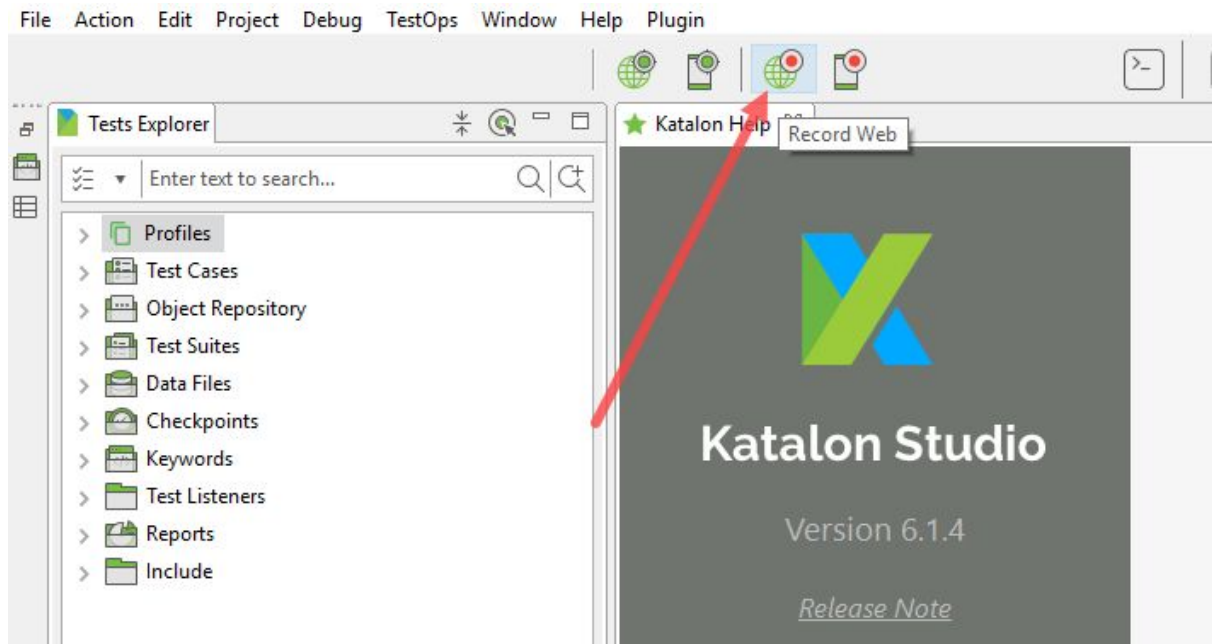 File Action Edit Project Debug TestOps Window Help Plugin
Tests Explorer
Katalon Help
Record Web
Enter text to search...
Profiles
Test Cases
Object Repository
Test Suites
Data Files
Checkpoints
Keywords
Test Listeners
Reports
Include
Katalon Studio
Version 6.1.4
Release Note